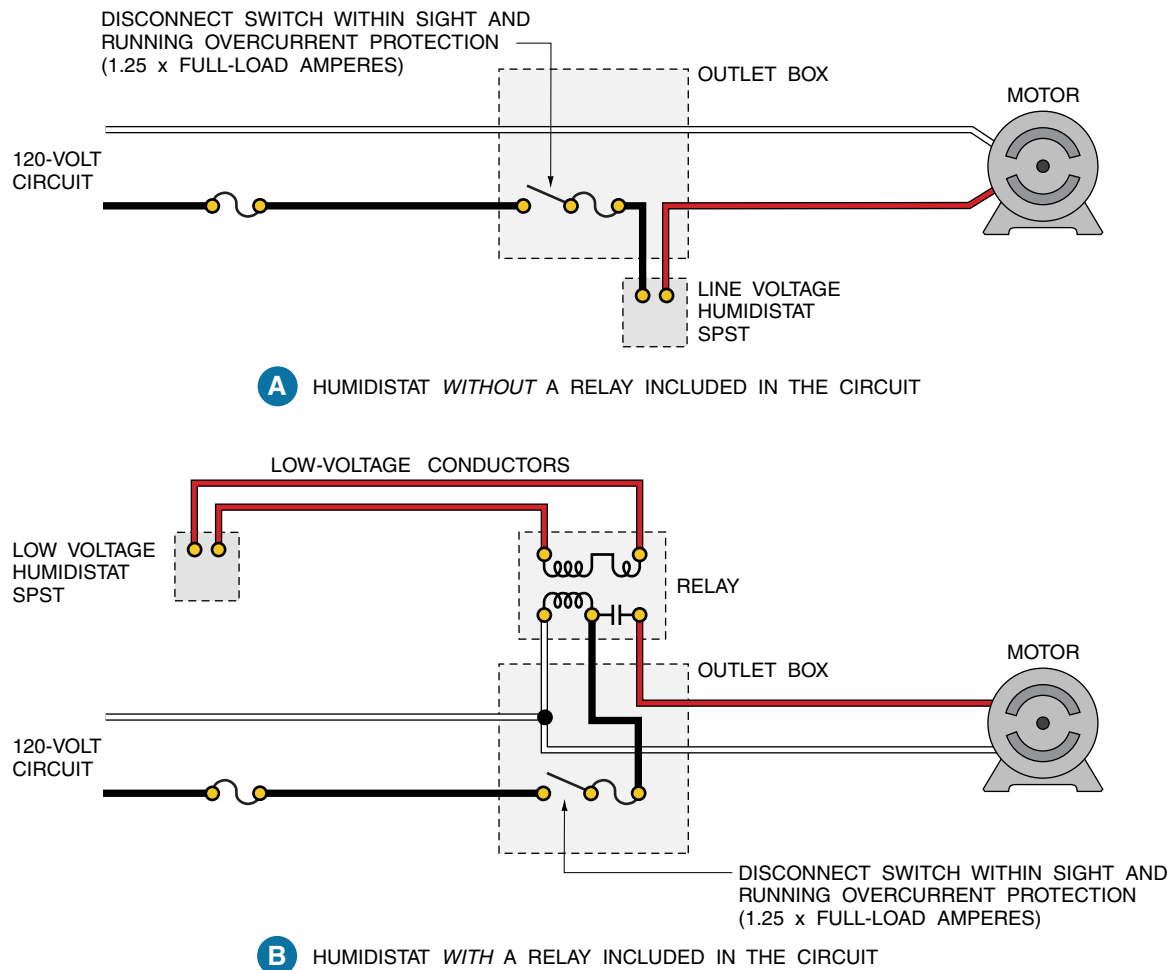 DISCONNECT SWITCH WITHIN SIGHT AND
RUNNING OVERCURRENT PROTECTION
(1.25 x FULL-LOAD AMPERES)
OUTLET BOX
MOTOR
120-VOLT
CIRCUIT
LINE VOLTAGE
HUMIDISTAT
SPST
A HUMIDISTAT WITHOUT A RELAY INCLUDED IN THE CIRCUIT
LOW-VOLTAGE CONDUCTORS
LOW VOLTAGE
HUMIDISTAT
SPST
RELAY
OUTLET BOX
MOTOR
120-VOLT
CIRCUIT
DISCONNECT SWITCH WITHIN SIGHT AND
RUNNING OVERCURRENT PROTECTION
(1.25 x FULL-LOAD AMPERES)
B HUMIDISTAT WITH A RELAY INCLUDED IN THE CIRCUIT